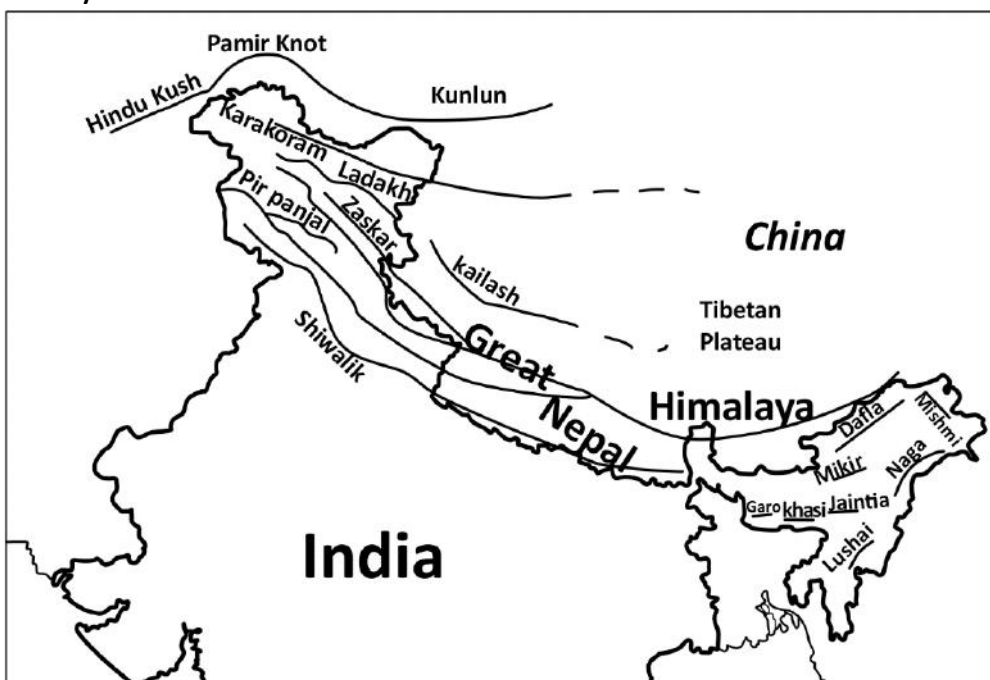 Pamir Knot
Hindu Kush
Kunlun
Karakoram
Ladakh
Pir panjal
Zaskar
China
kailash
Tibetan
Plateau
Shiwalik
Great
Himalaya
Nepal
Dafla
Mishmi
Mikir
Naga
Garo
khasi
Jaintia
Lushai
India